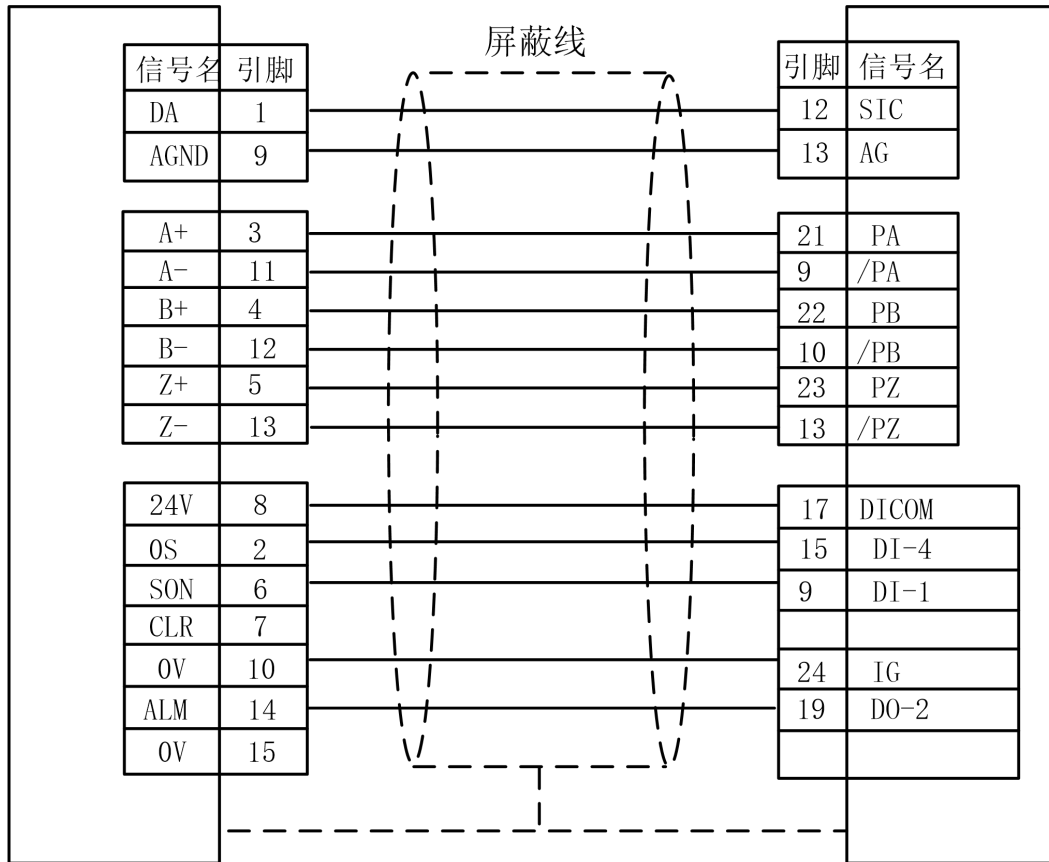 屏蔽线
信号名 引脚
DA 1
AGND 9
A+ 3
A- 11
B+ 4
B- 12
Z+ 5
Z- 13
24V 8
OS 2
SON 6
CLR 7
0V 10
ALM 14
0V 15
引脚 信号名
12 SIC
13 AG
21 PA
9 /PA
22 PB
10 /PB
23 PZ
13 /PZ
17 DICOM
15 DI-4
9 DI-1
24 IG
19 DO-2